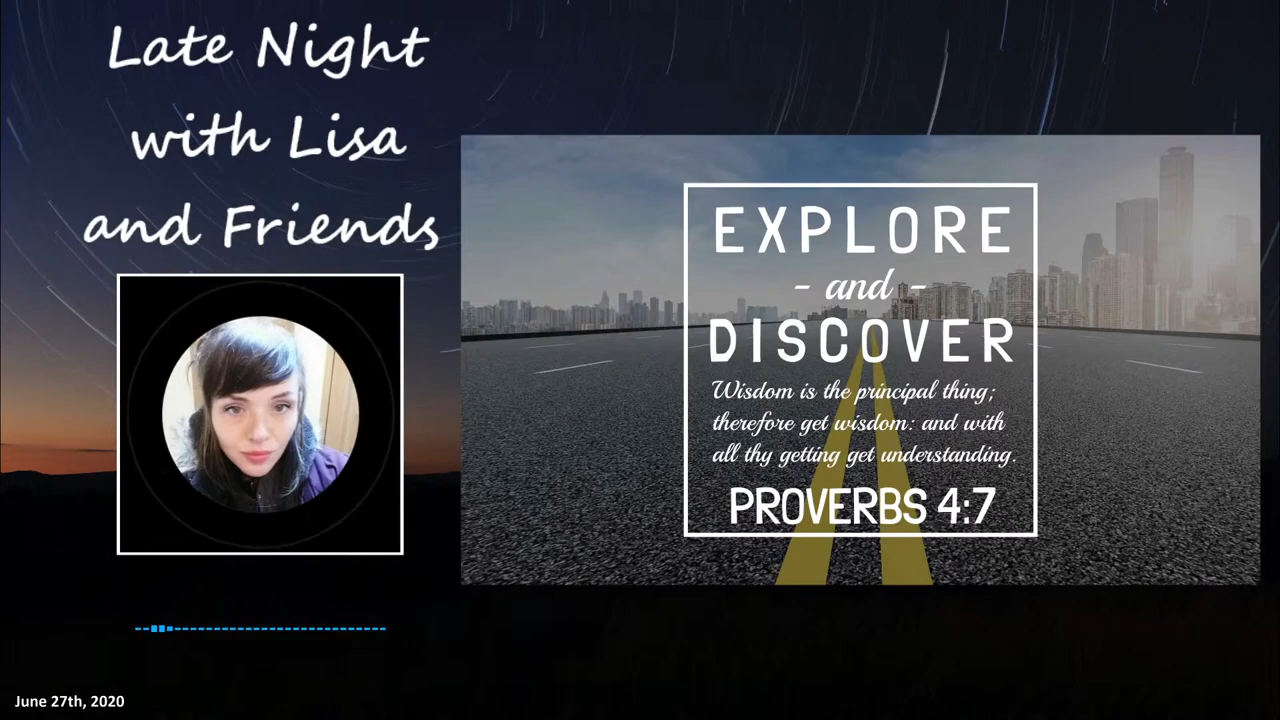 Late Night
with Lisa
and Friends
EXPLORE
- and -
DISCOVER
Wisdom is the principal thing;
therefore get wisdom: and with
all thy getting get understanding.
PROVERBS 4:7
June 27th, 2020